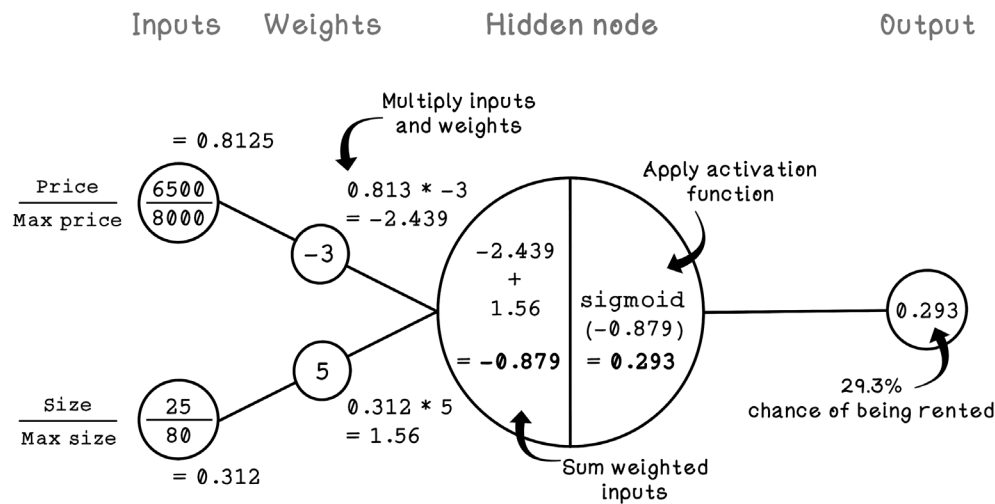 Inputs
Weights
Hidden node
Output
Multiply inputs
and weights
= 0.8125
Price
Max price
6500
8000
0.813 * -3
= -2.439
-3
Apply activation
function
-2.439
+
1.56
= -0.879
sigmoid
(-0.879)
= 0.293
0.293
29.3%
chance of being rented
5
0.312 * 5
= 1.56
Size
Max size
25
80
= 0.312
Sum weighted
inputs